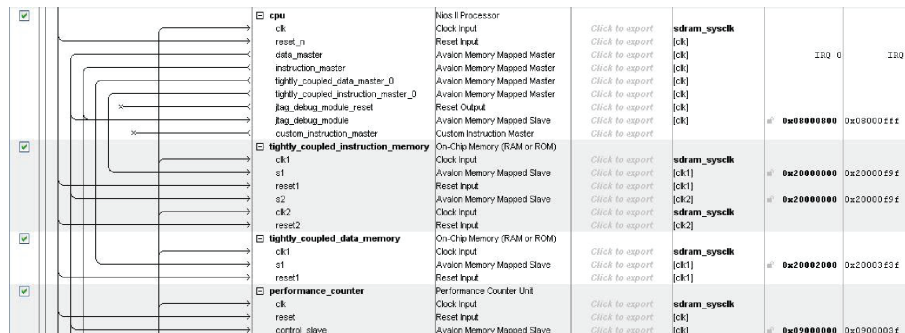 cpu Nios II Processor
clk Clock Input Click to export sdram_sysclk
reset_n Reset Input Click to export [clk]
data_master Avalon Memory Mapped Master Click to export [clk] IRQ 0 IRQ
instruction_master Avalon Memory Mapped Master Click to export [clk]
tightly_coupled_data_master_0 Avalon Memory Mapped Master Click to export [clk]
tightly_coupled_instruction_master_0 Avalon Memory Mapped Master Click to export [clk]
jtag_debug_module_reset Reset Output Click to export [clk]
jtag_debug_module Avalon Memory Mapped Slave Click to export [clk] 0x08000800 0x08000fff
custom_instruction_master Custom Instruction Master Click to export
tightly_coupled_instruction_memory On-Chip Memory (RAM or ROM)
clk1 Clock Input Click to export sdram_sysclk
s1 Avalon Memory Mapped Slave Click to export [clk1] 0x20000000 0x20000f9f
reset1 Reset Input Click to export [clk1]
s2 Avalon Memory Mapped Slave Click to export [clk2] 0x20000000 0x20000f9f
clk2 Clock Input Click to export sdram_sysclk
reset2 Reset Input Click to export [clk2]
tightly_coupled_data_memory On-Chip Memory (RAM or ROM)
clk1 Clock Input Click to export sdram_sysclk
s1 Avalon Memory Mapped Slave Click to export [clk1] 0x20002000 0x20003f3f
reset1 Reset Input Click to export [clk1]
performance_counter Performance Counter Unit
clk Clock Input Click to export sdram_sysclk
reset Reset Input Click to export [clk]
control_slave Avalon Memory Mapped Slave Click to export [clk] 0x09000000 0x0900003f